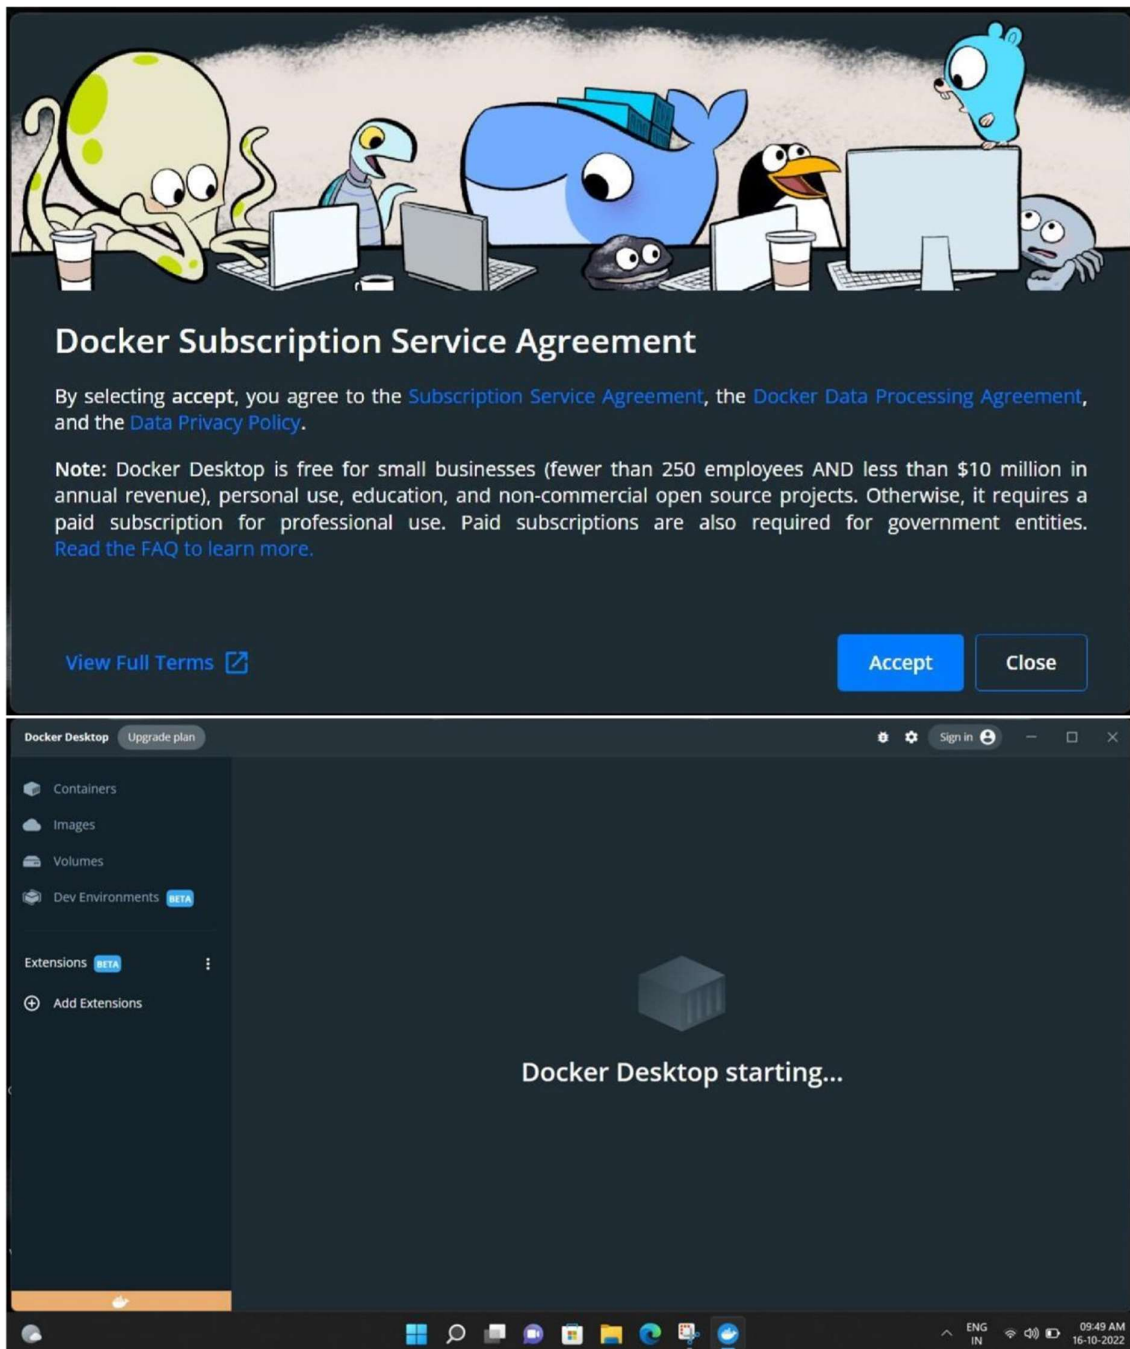 Docker Subscription Service Agreement
By selecting accept, you agree to the Subscription Service Agreement, the Docker Data Processing Agreement,
and the Data Privacy Policy.
Note: Docker Desktop is free for small businesses (fewer than 250 employees AND less than $10 million in
annual revenue), personal use, education, and non-commercial open source projects. Otherwise, it requires a
paid subscription for professional use. Paid subscriptions are also required for government entities.
Read the FAQ to learn more.
View Full Terms
Accept
Close
Docker Desktop
Upgrade plan
Sign in
Containers
Images
Volumes
Dev Environments BETA
Extensions BETA
Add Extensions
Docker Desktop starting...
ENG
IN
09:49 AM
16-10-2022